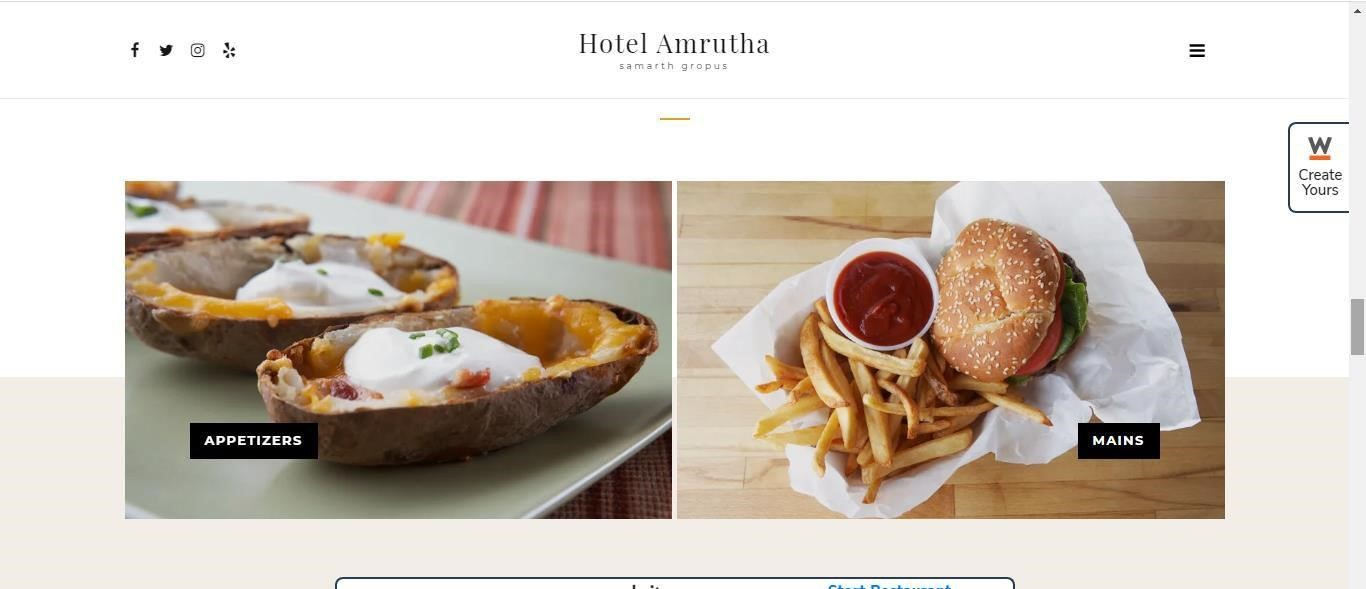 Hotel Amrutha
samarth gropus
W
Create
Yours
APPETIZERS
MAINS
Start Restaurant